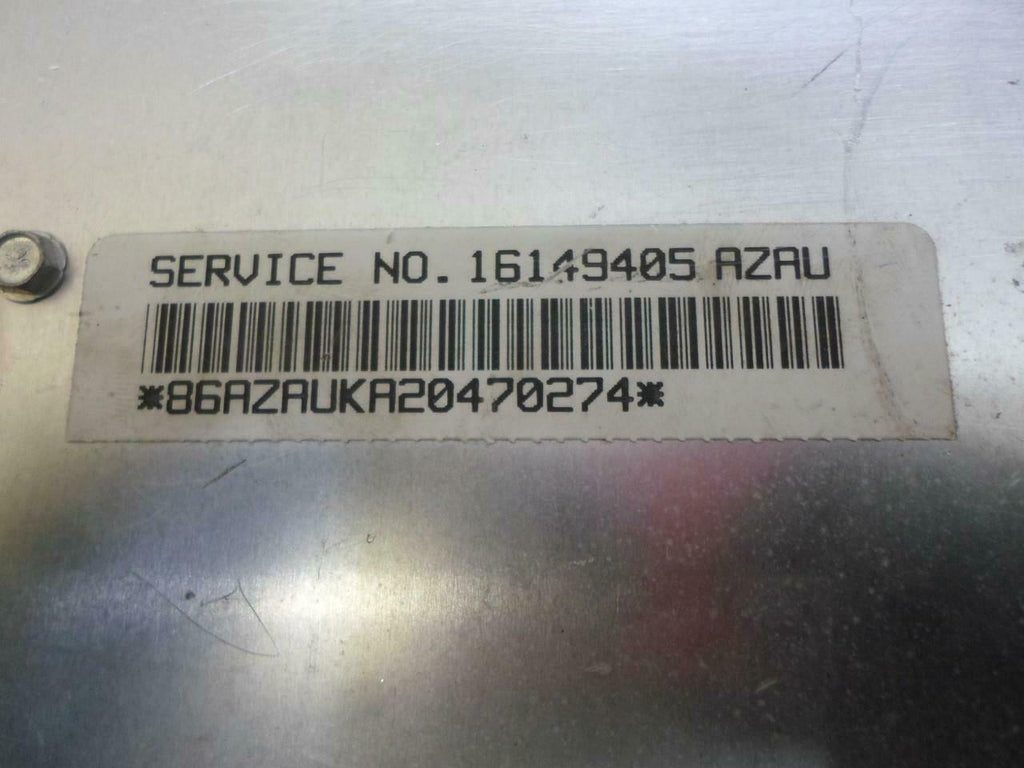 SERVICE NO. 16149405 AZAU
*86AZAUKA20470274*